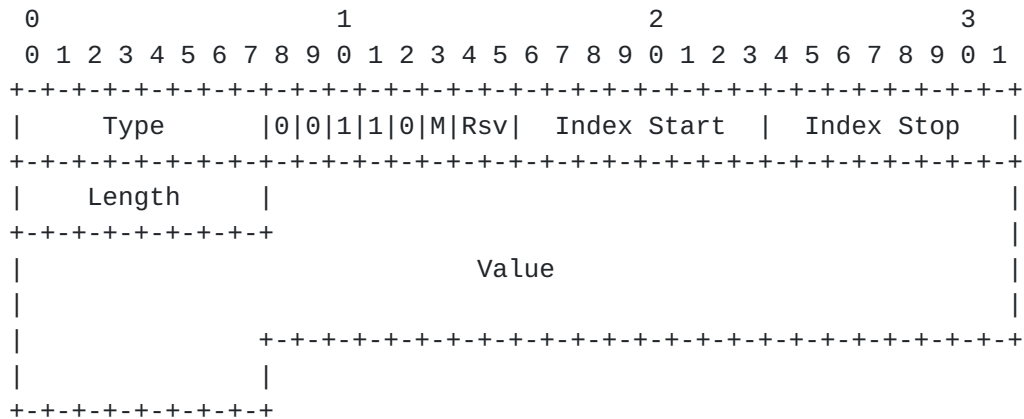 0                   1                   2                   3
 0 1 2 3 4 5 6 7 8 9 0 1 2 3 4 5 6 7 8 9 0 1 2 3 4 5 6 7 8 9 0 1
+-+-+-+-+-+-+-+-+-+-+-+-+-+-+-+-+-+-+-+-+-+-+-+-+-+-+-+-+-+-+-+-+
|     Type      |0|0|1|1|0|M|Rsv|  Index Start  |  Index Stop   |
+-+-+-+-+-+-+-+-+-+-+-+-+-+-+-+-+-+-+-+-+-+-+-+-+-+-+-+-+-+-+-+-+
|    Length     |                                               |
+-+-+-+-+-+-+-+-+                                               |
|                             Value                             |
|                                                               |
|               +-+-+-+-+-+-+-+-+-+-+-+-+-+-+-+-+-+-+-+-+-+-+-+-+
|               |
+-+-+-+-+-+-+-+-+